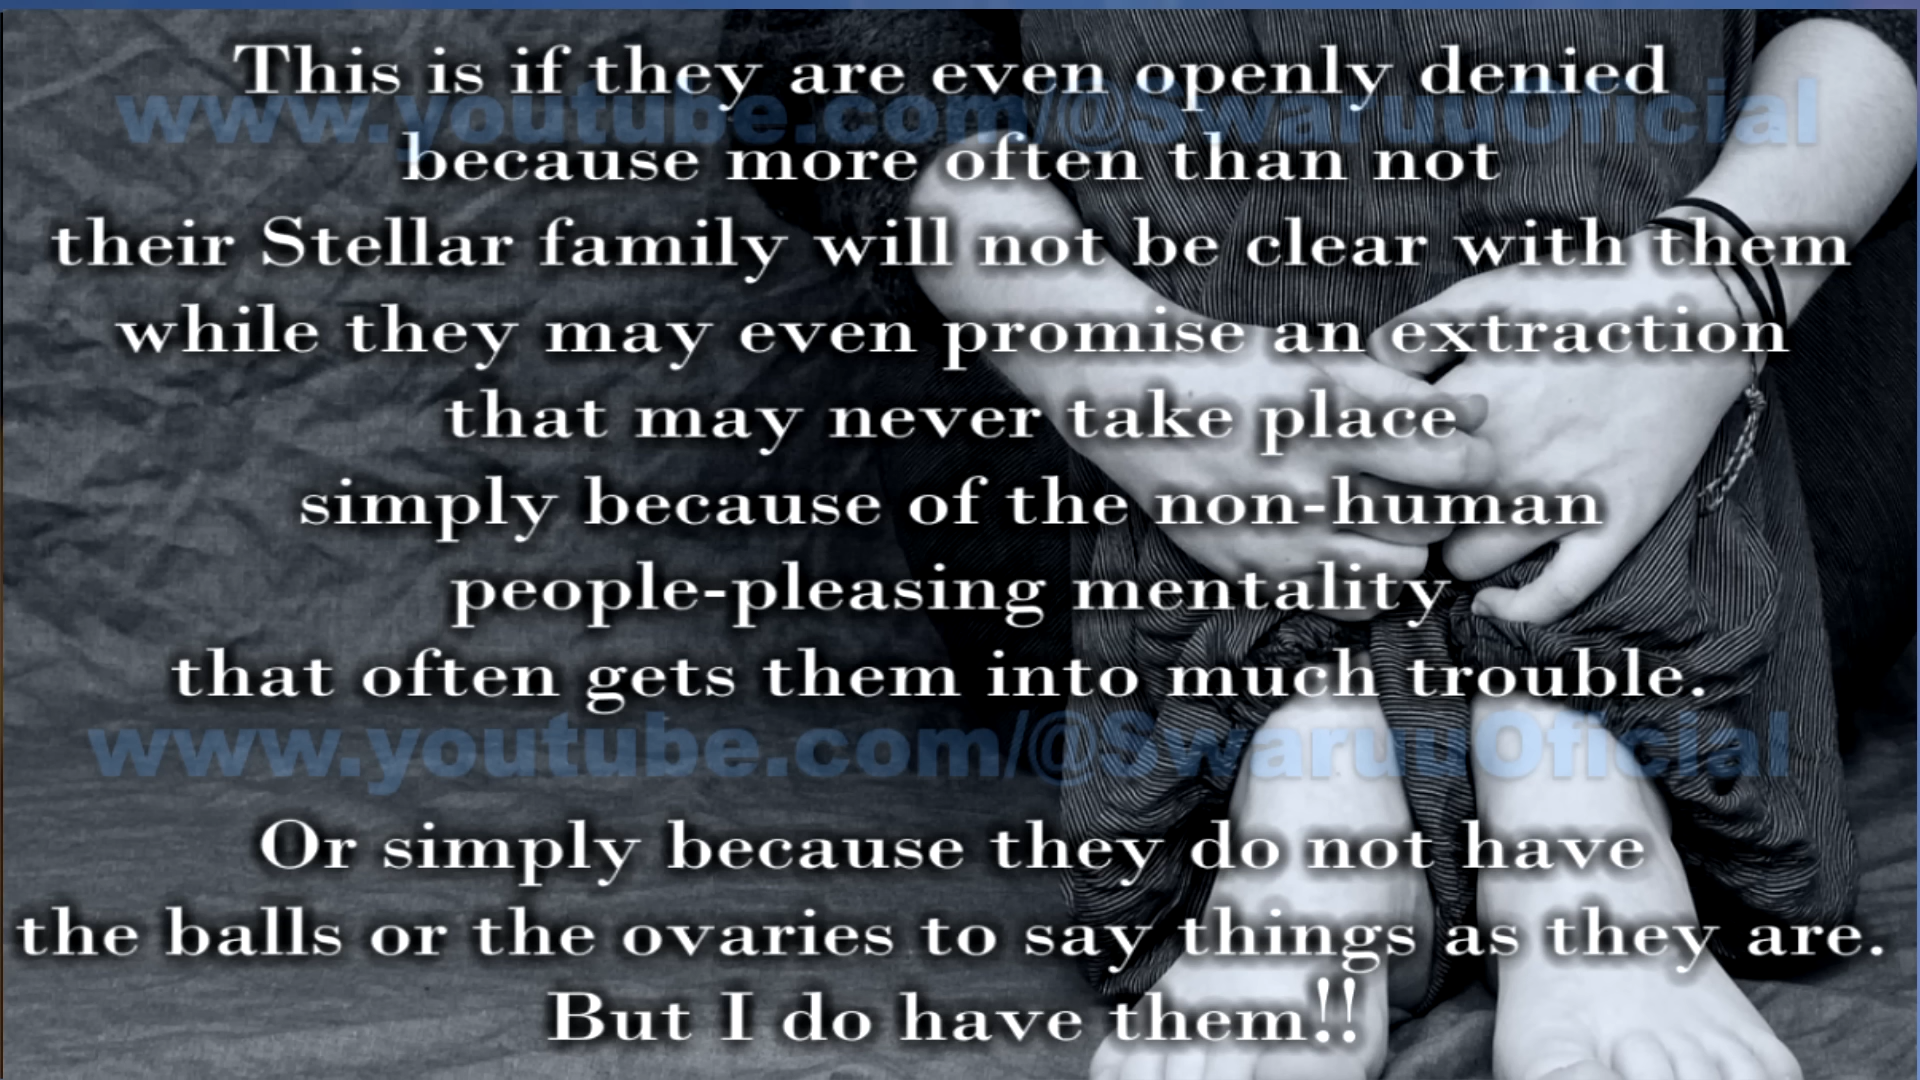 This is if they are even openly denied
www.youtube.com/@SwaruuOficial
because more often than not
their Stellar family will not be clear with them
while they may even promise an extraction
that may never take place
simply because of the non-human
people-pleasing mentality
that often gets them into much trouble.
www.youtube.com/@SwaruuOficial
Or simply because they do not have
the balls or the ovaries to say things as they are.
But I do have them!!